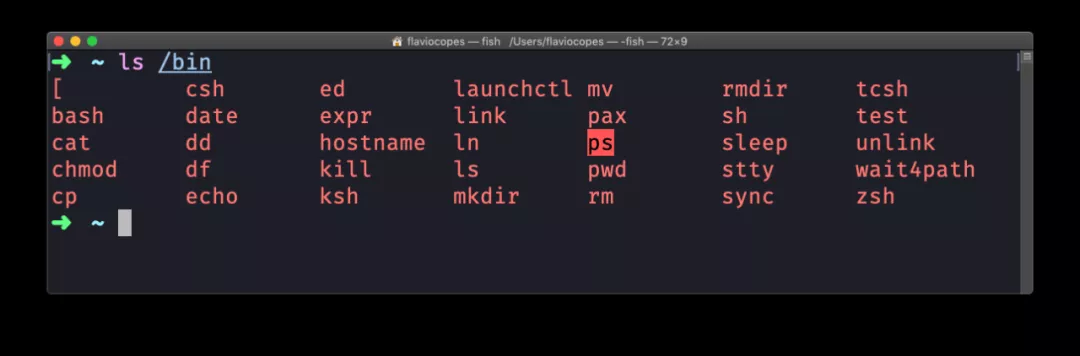 flaviocopes — fish /Users/flaviocopes — -fish — 72×9
➜ ~ ls /bin
[ csh ed launchctl mv rmdir tcsh
bash date expr link pax sh test
cat dd hostname ln ps sleep unlink
chmod df kill ls pwd stty wait4path
cp echo ksh mkdir rm sync zsh
➜ ~